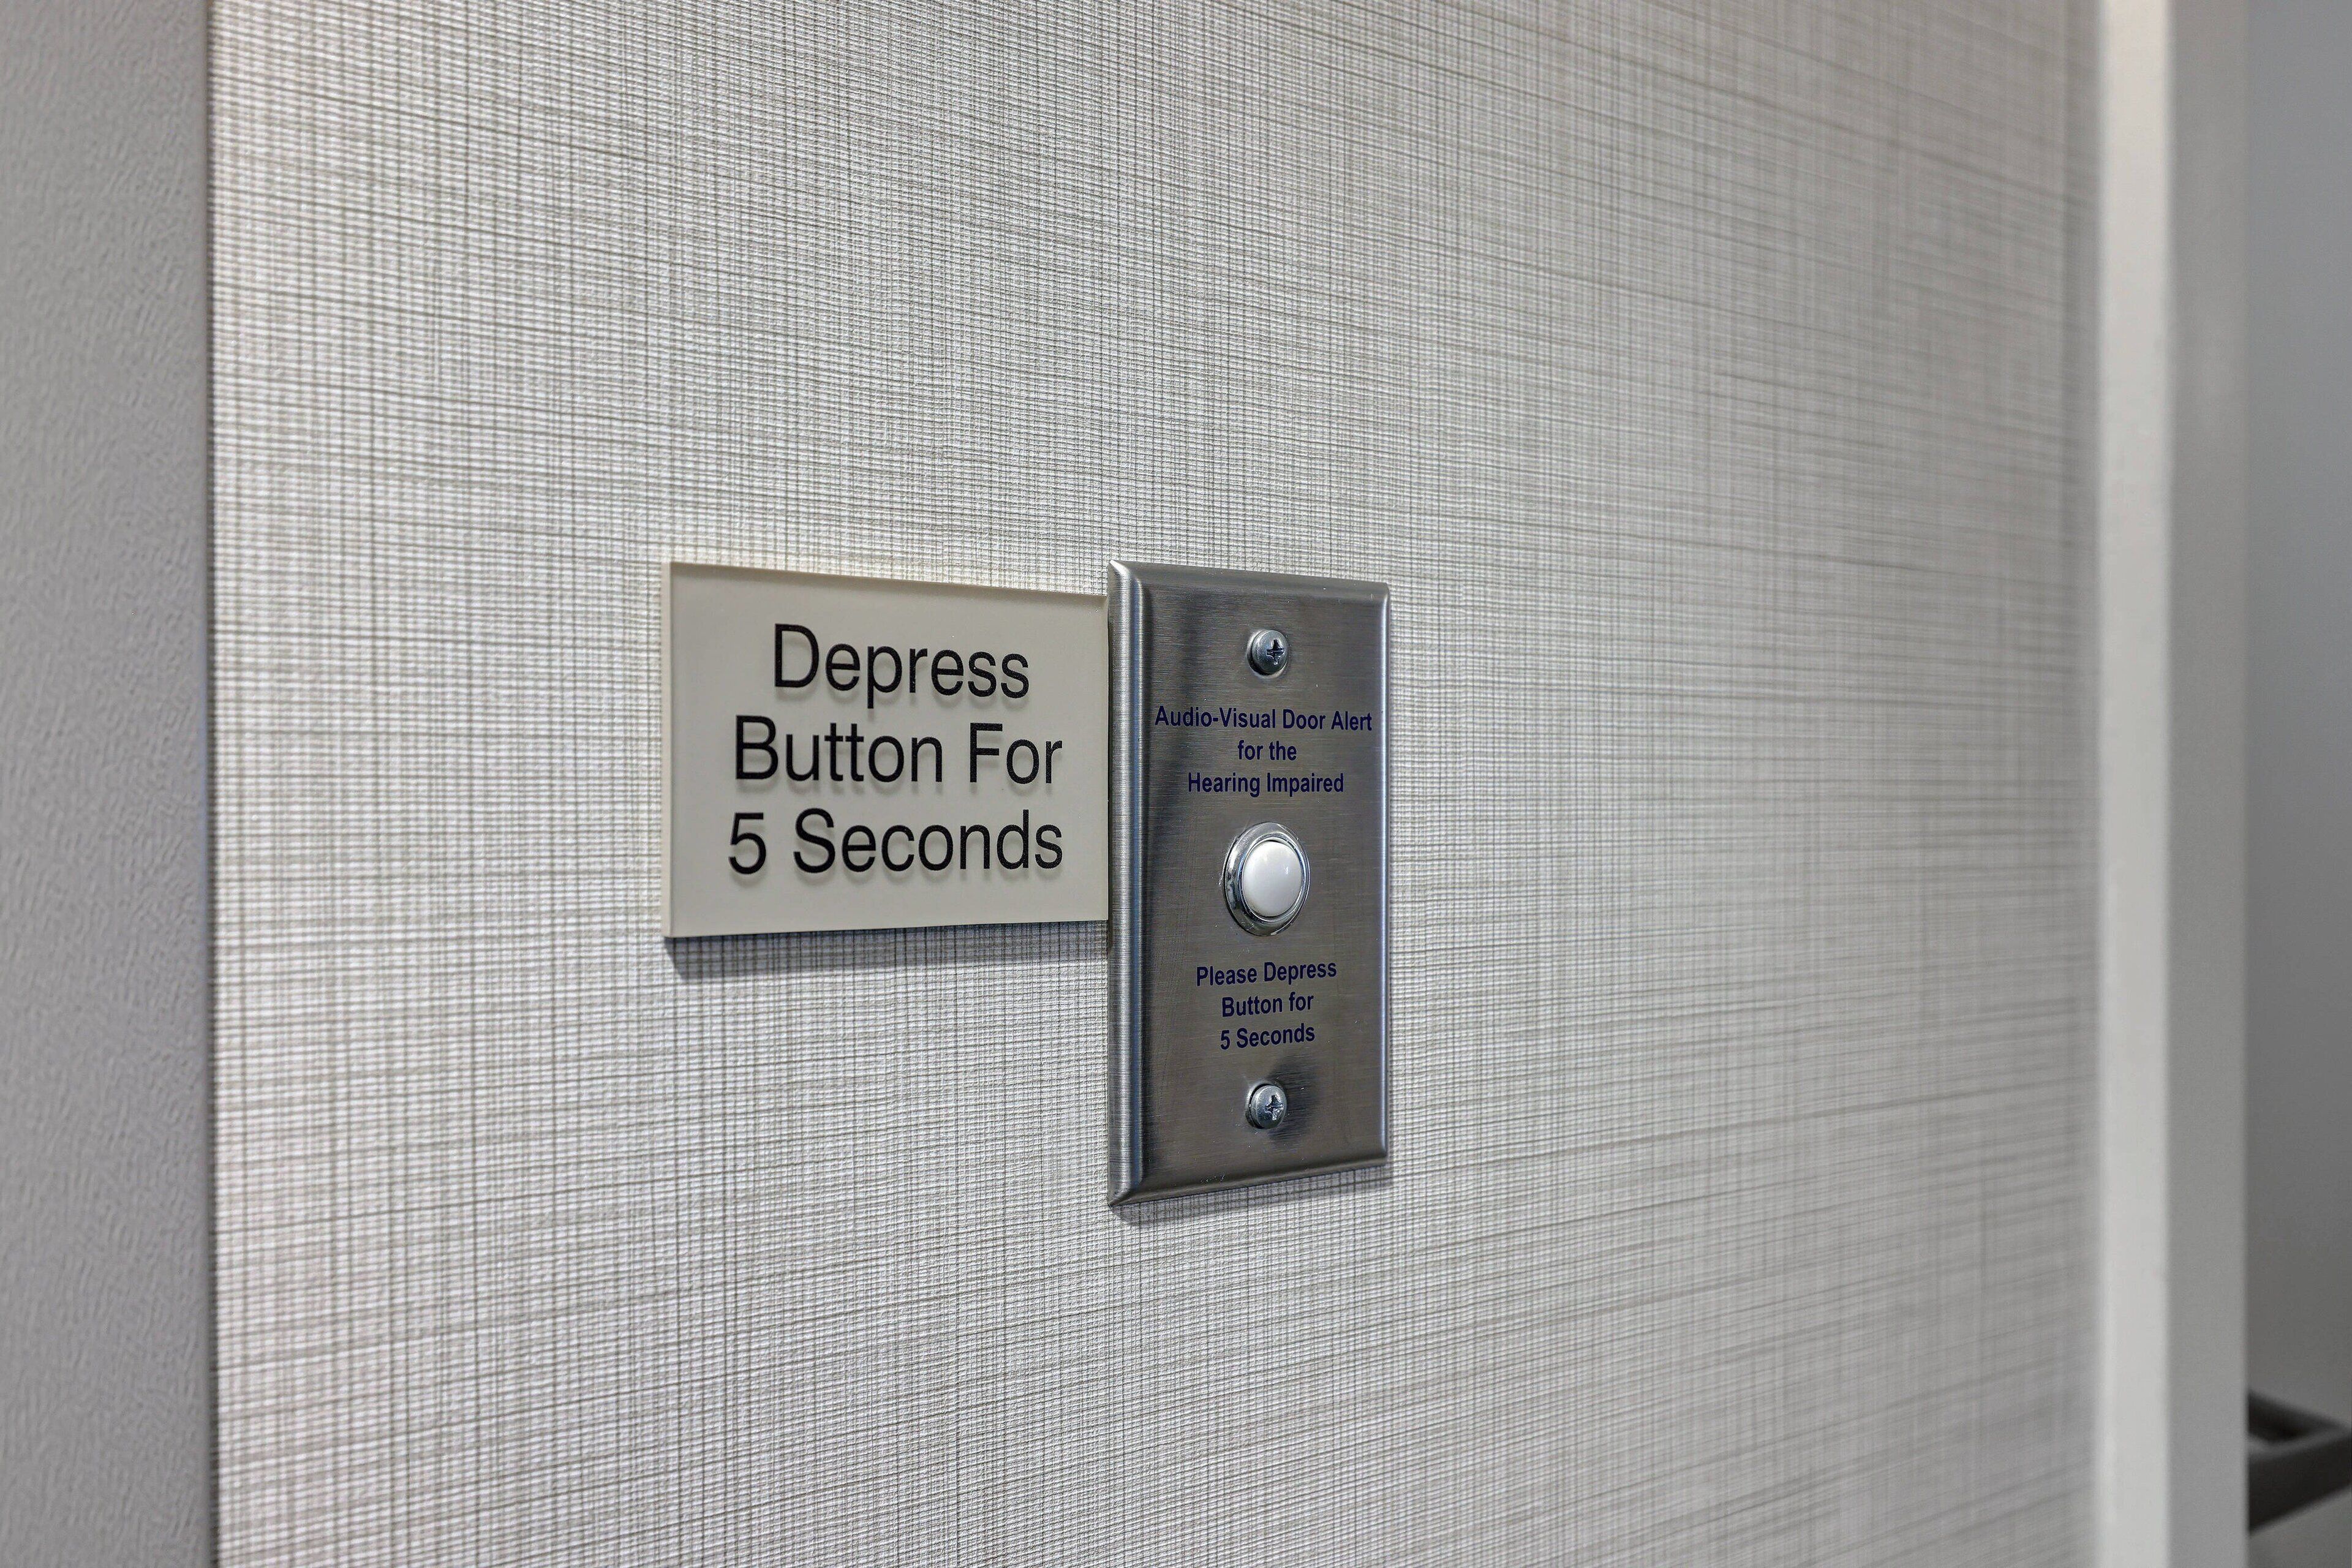 Depress
Button For
5 Seconds
Audio-Visual Door Alert
for the
Hearing Impaired
Please Depress
Button for
5 Seconds